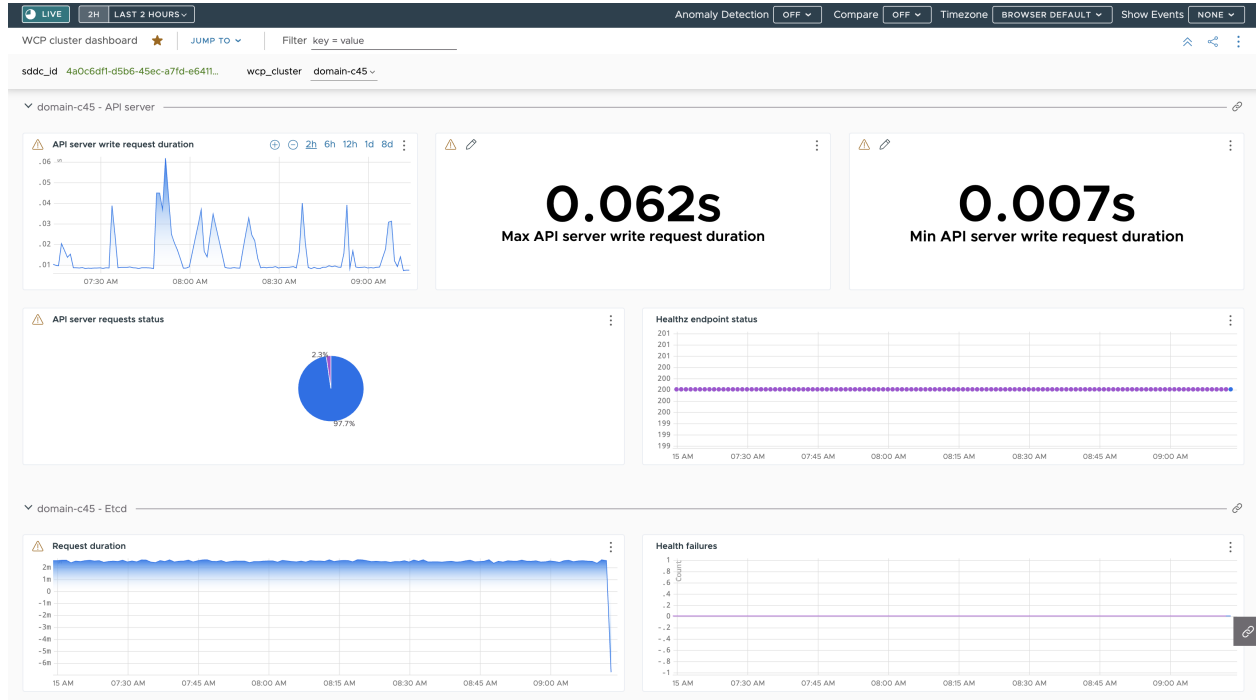 LIVE 2H LAST 2 HOURS Anomaly Detection OFF Compare OFF Timezone BROWSER DEFAULT Show Events NONE
WCP cluster dashboard JUMP TO Filter key = value
sddc_id 4a0c6df1-d5b6-45ec-a7fd-e6411... wcp_cluster domain-c45
domain-c45 - API server
API server write request duration 2h 6h 12h 1d 8d
s
.06
.05
.04
.03
.02
.01
07:30 AM 08:00 AM 08:30 AM 09:00 AM
0.062s
Max API server write request duration
0.007s
Min API server write request duration
API server requests status
2.3%
97.7%
Healthz endpoint status
201
201
201
200
200
200
200
200
199
199
199
15 AM 07:30 AM 07:45 AM 08:00 AM 08:15 AM 08:30 AM 08:45 AM 09:00 AM
domain-c45 - Etcd
Request duration
2m
1m
0
-1m
-2m
-3m
-4m
-5m
-6m
15 AM 07:30 AM 07:45 AM 08:00 AM 08:15 AM 08:30 AM 08:45 AM 09:00 AM
Health failures
Count
1
.8
.6
.4
.2
0
-.2
-.4
-.6
-.8
-1
15 AM 07:30 AM 07:45 AM 08:00 AM 08:15 AM 08:30 AM 08:45 AM 09:00 AM